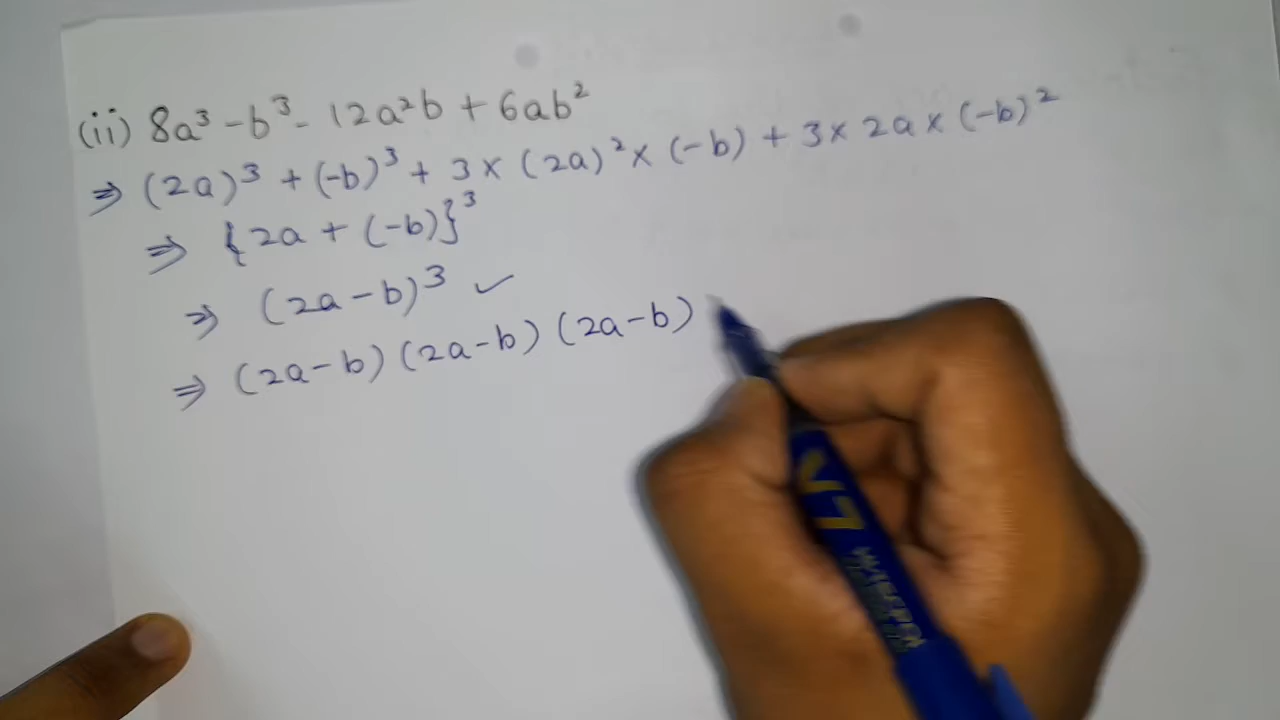 (ii) 8a³ - b³ - 12a²b + 6ab²
⇒ (2a)³ + (-b)³ + 3 × (2a)² × (-b) + 3 × 2a × (-b)²
⇒ {2a + (-b)}³
⇒ (2a - b)³ ✓
⇒ (2a - b) (2a - b) (2a - b)
V7